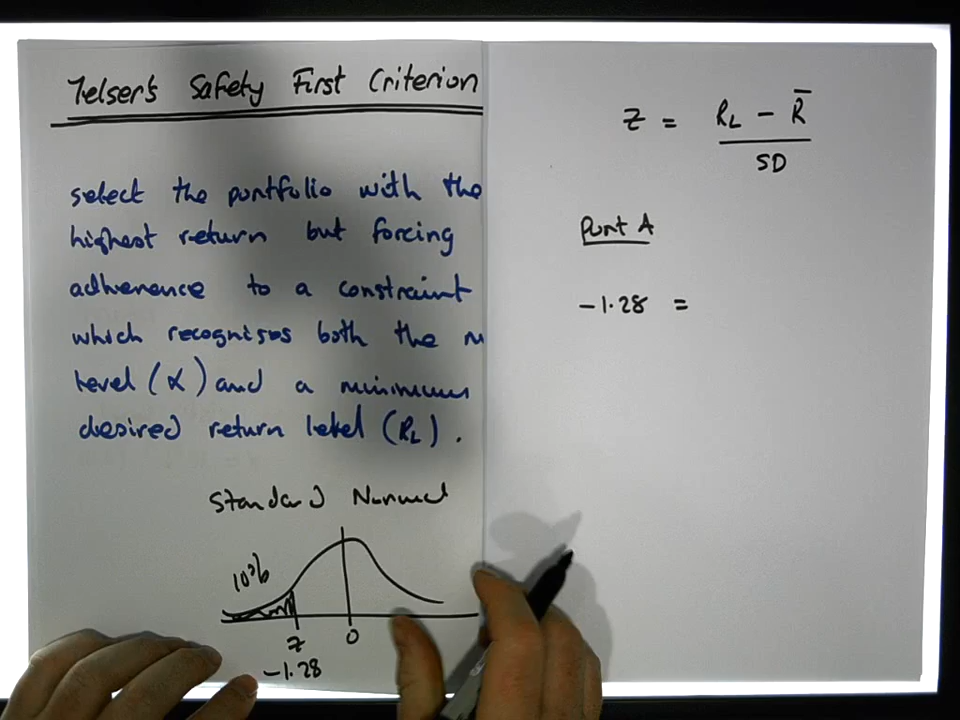 Telser's Safety First Criterion
select the portfolio with the
highest return but forcing
adherence to a constraint
which recognises both the
level (α) and a minimum
desired return level (RL).
Standard Normal
10%
z 0
-1.28
z = RL - R̄
SD
Port A
-1.28 =